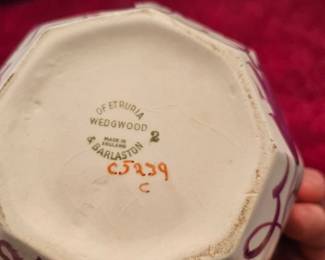 OF ETRURIA
WEDGWOOD 2
MADE IN
ENGLAND
& BARLASTON
C5239
C